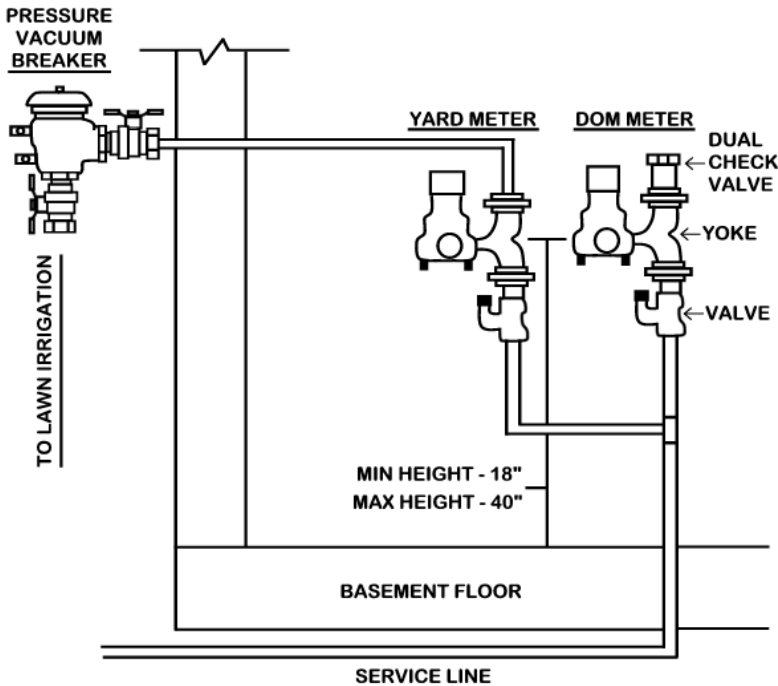 PRESSURE
VACUUM
BREAKER
YARD METER
DOM METER
DUAL
CHECK
VALVE
YOKE
VALVE
TO LAWN IRRIGATION
MIN HEIGHT - 18"
MAX HEIGHT - 40"
BASEMENT FLOOR
SERVICE LINE